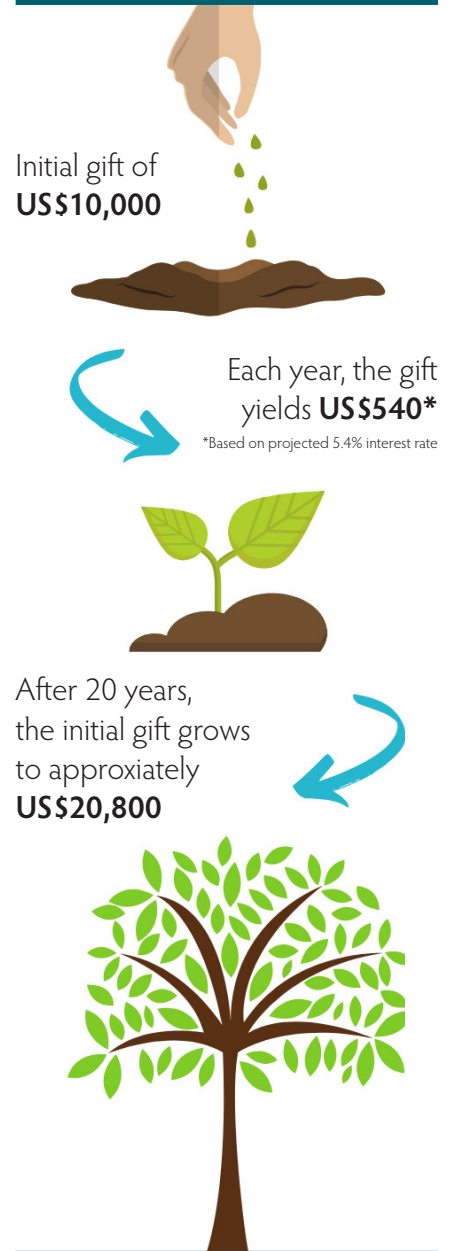 Initial gift of
US$10,000
Each year, the gift
yields US$540*
*Based on projected 5.4% interest rate
After 20 years,
the initial gift grows
to approxiately
US$20,800